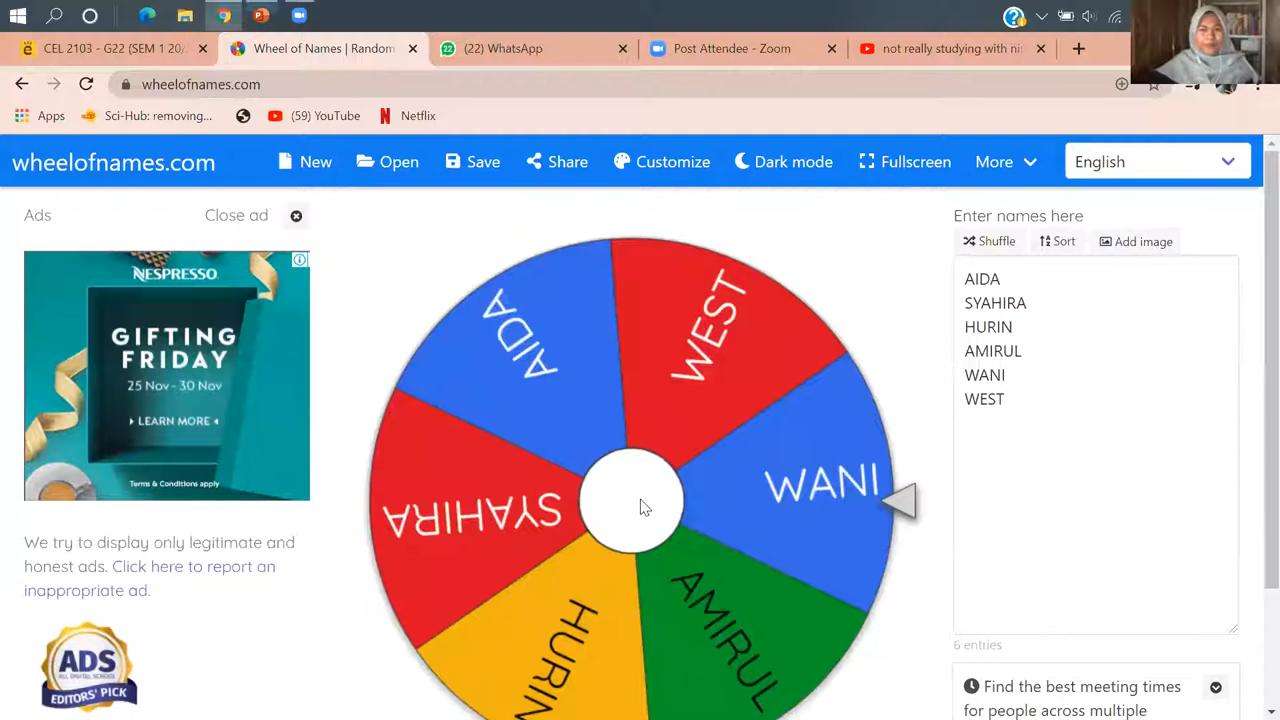 CEL 2103 - G22 (SEM 1 20/
Wheel of Names | Random
(22) WhatsApp
Post Attendee - Zoom
not really studying with ni
wheelofnames.com
Apps
Sci-Hub: removing...
(59) YouTube
Netflix
wheelofnames.com
New
Open
Save
Share
Customize
Dark mode
Fullscreen
More
English
Ads
Close ad
NESPRESSO
GIFTING
FRIDAY
25 Nov - 30 Nov
LEARN MORE
Terms & Conditions apply
We try to display only legitimate and
honest ads. Click here to report an
inappropriate ad.
ADS
ALL DIGITAL SCHOOL
EDITORS' PICK
AIDA
WEST
WANI
AMIRUL
HURIN
SYAHIRA
Enter names here
Shuffle
Sort
Add image
AIDA
SYAHIRA
HURIN
AMIRUL
WANI
WEST
6 entries
Find the best meeting times
for people across multiple